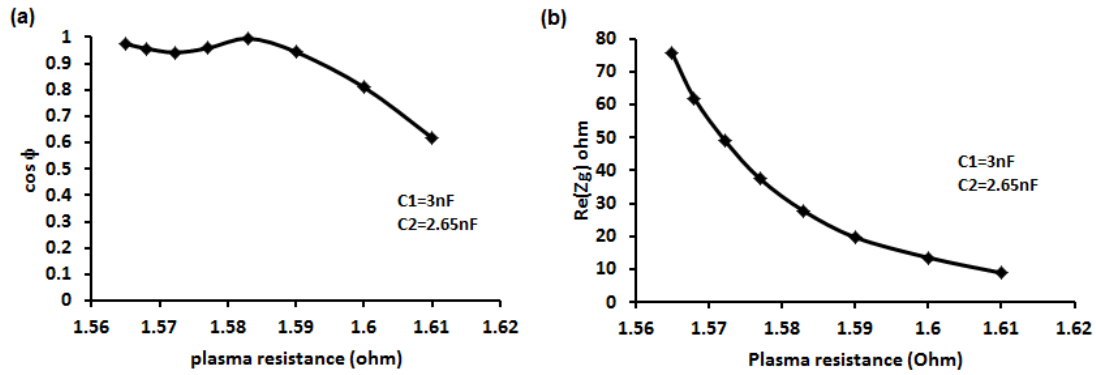 (a)
1
0.9
0.8
0.7
0.6
0.5
0.4
0.3
0.2
0.1
0
cos ϕ
C1=3nF
C2=2.65nF
1.56 1.57 1.58 1.59 1.6 1.61 1.62
plasma resistance (ohm)
(b)
80
70
60
50
40
30
20
10
0
Re(Zg) ohm
C1=3nF
C2=2.65nF
1.56 1.57 1.58 1.59 1.6 1.61 1.62
Plasma resistance (Ohm)